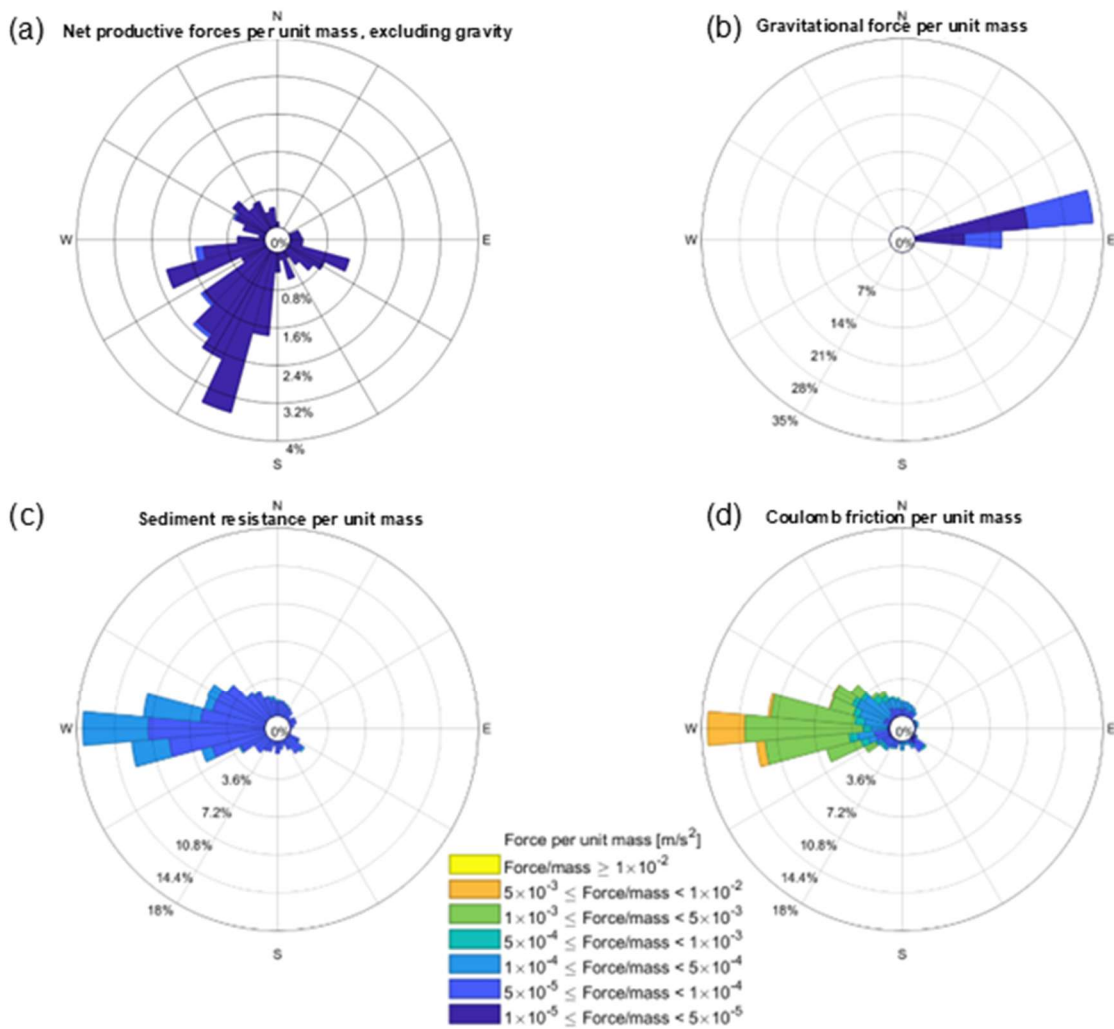 (a)
Net productive forces per unit mass, excluding gravity
N
W
E
S
0%
0.8%
1.6%
2.4%
3.2%
4%
(b)
Gravitational force per unit mass
N
W
E
S
0%
7%
14%
21%
28%
35%
(c)
Sediment resistance per unit mass
N
W
E
S
0%
3.6%
7.2%
10.8%
14.4%
18%
(d)
Coulomb friction per unit mass
N
W
E
S
0%
3.6%
7.2%
10.8%
14.4%
18%
Force per unit mass [m/s²]
Force/mass ≥ 1×10⁻²
5×10⁻³ ≤ Force/mass < 1×10⁻²
1×10⁻³ ≤ Force/mass < 5×10⁻³
5×10⁻⁴ ≤ Force/mass < 1×10⁻³
1×10⁻⁴ ≤ Force/mass < 5×10⁻⁴
5×10⁻⁵ ≤ Force/mass < 1×10⁻⁴
1×10⁻⁵ ≤ Force/mass < 5×10⁻⁵